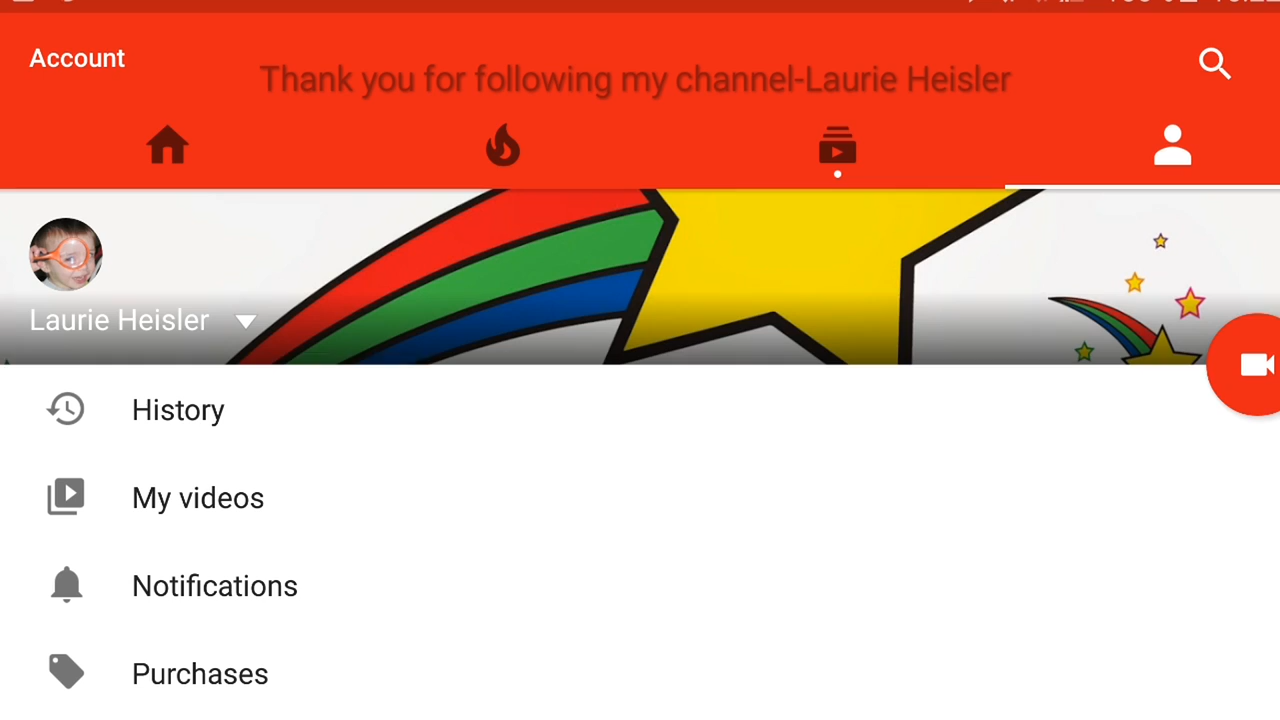 Account
Thank you for following my channel-Laurie Heisler
Laurie Heisler
History
My videos
Notifications
Purchases